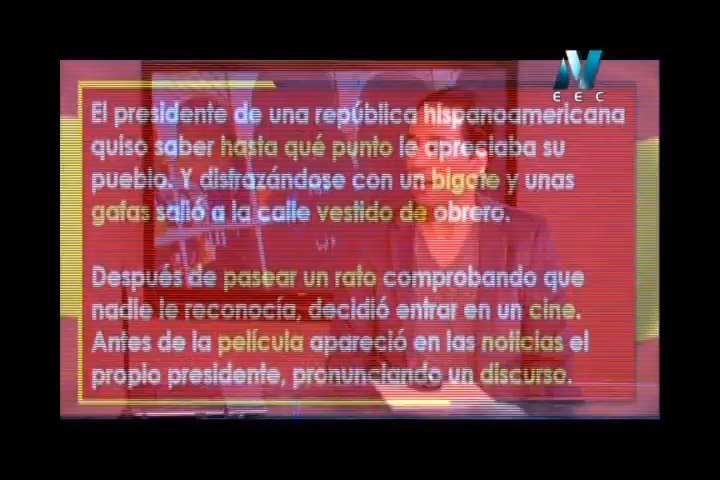 N
E E C
El presidente de una república hispanoamericana
quiso saber hasta qué punto le apreciaba su
pueblo. Y disfrazándose con un bigote y unas
gafas salió a la calle vestido de obrero.
Después de pasear un rato comprobando que
nadie le reconocía, decidió entrar en un cine.
Antes de la película apareció en las noticias el
propio presidente, pronunciando un discurso.